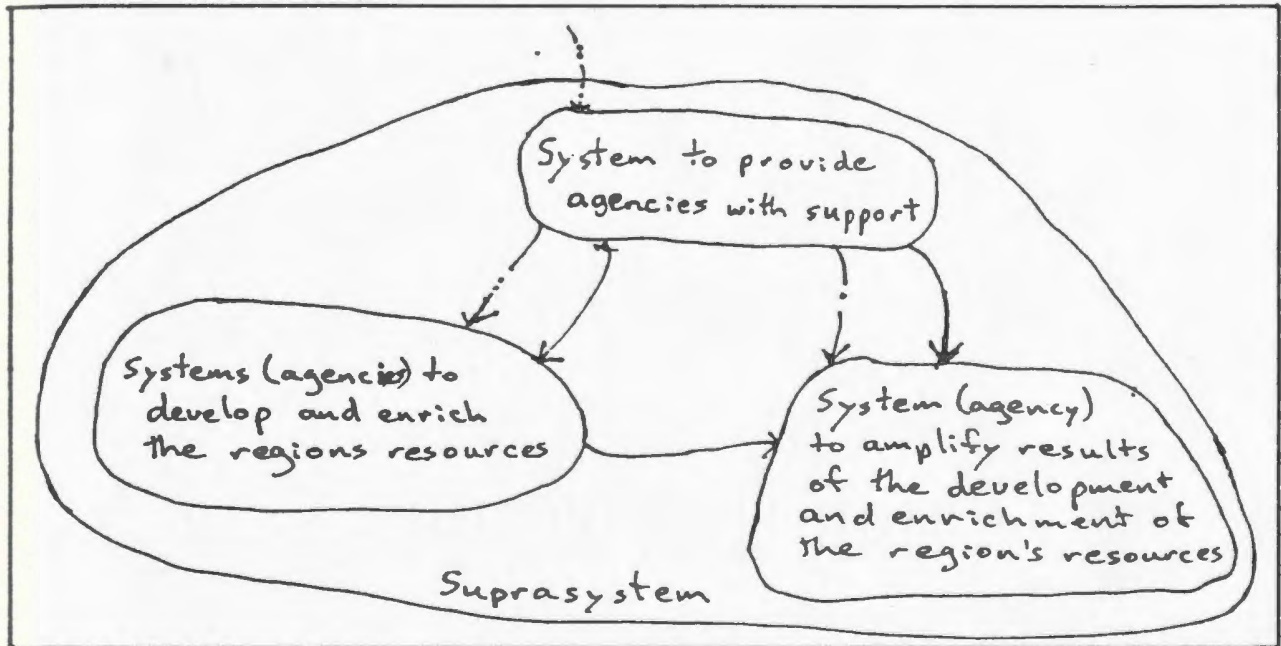 System to provide
agencies with support
Systems (agencies) to
develop and enrich
the regions resources
System (agency)
to amplify results
of the development
and enrichment of
the region's resources
Suprasystem